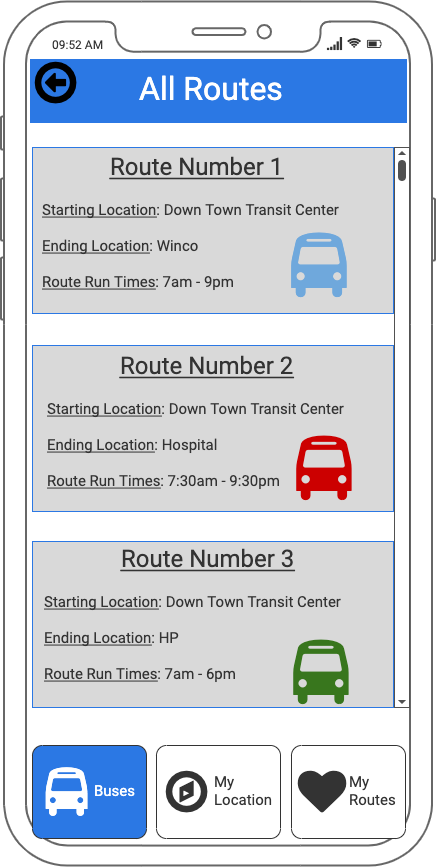 09:52 AM
All Routes
Route Number 1
Starting Location: Down Town Transit Center
Ending Location: Winco
Route Run Times: 7am - 9pm
Route Number 2
Starting Location: Down Town Transit Center
Ending Location: Hospital
Route Run Times: 7:30am - 9:30pm
Route Number 3
Starting Location: Down Town Transit Center
Ending Location: HP
Route Run Times: 7am - 6pm
Buses
My
Location
My
Routes